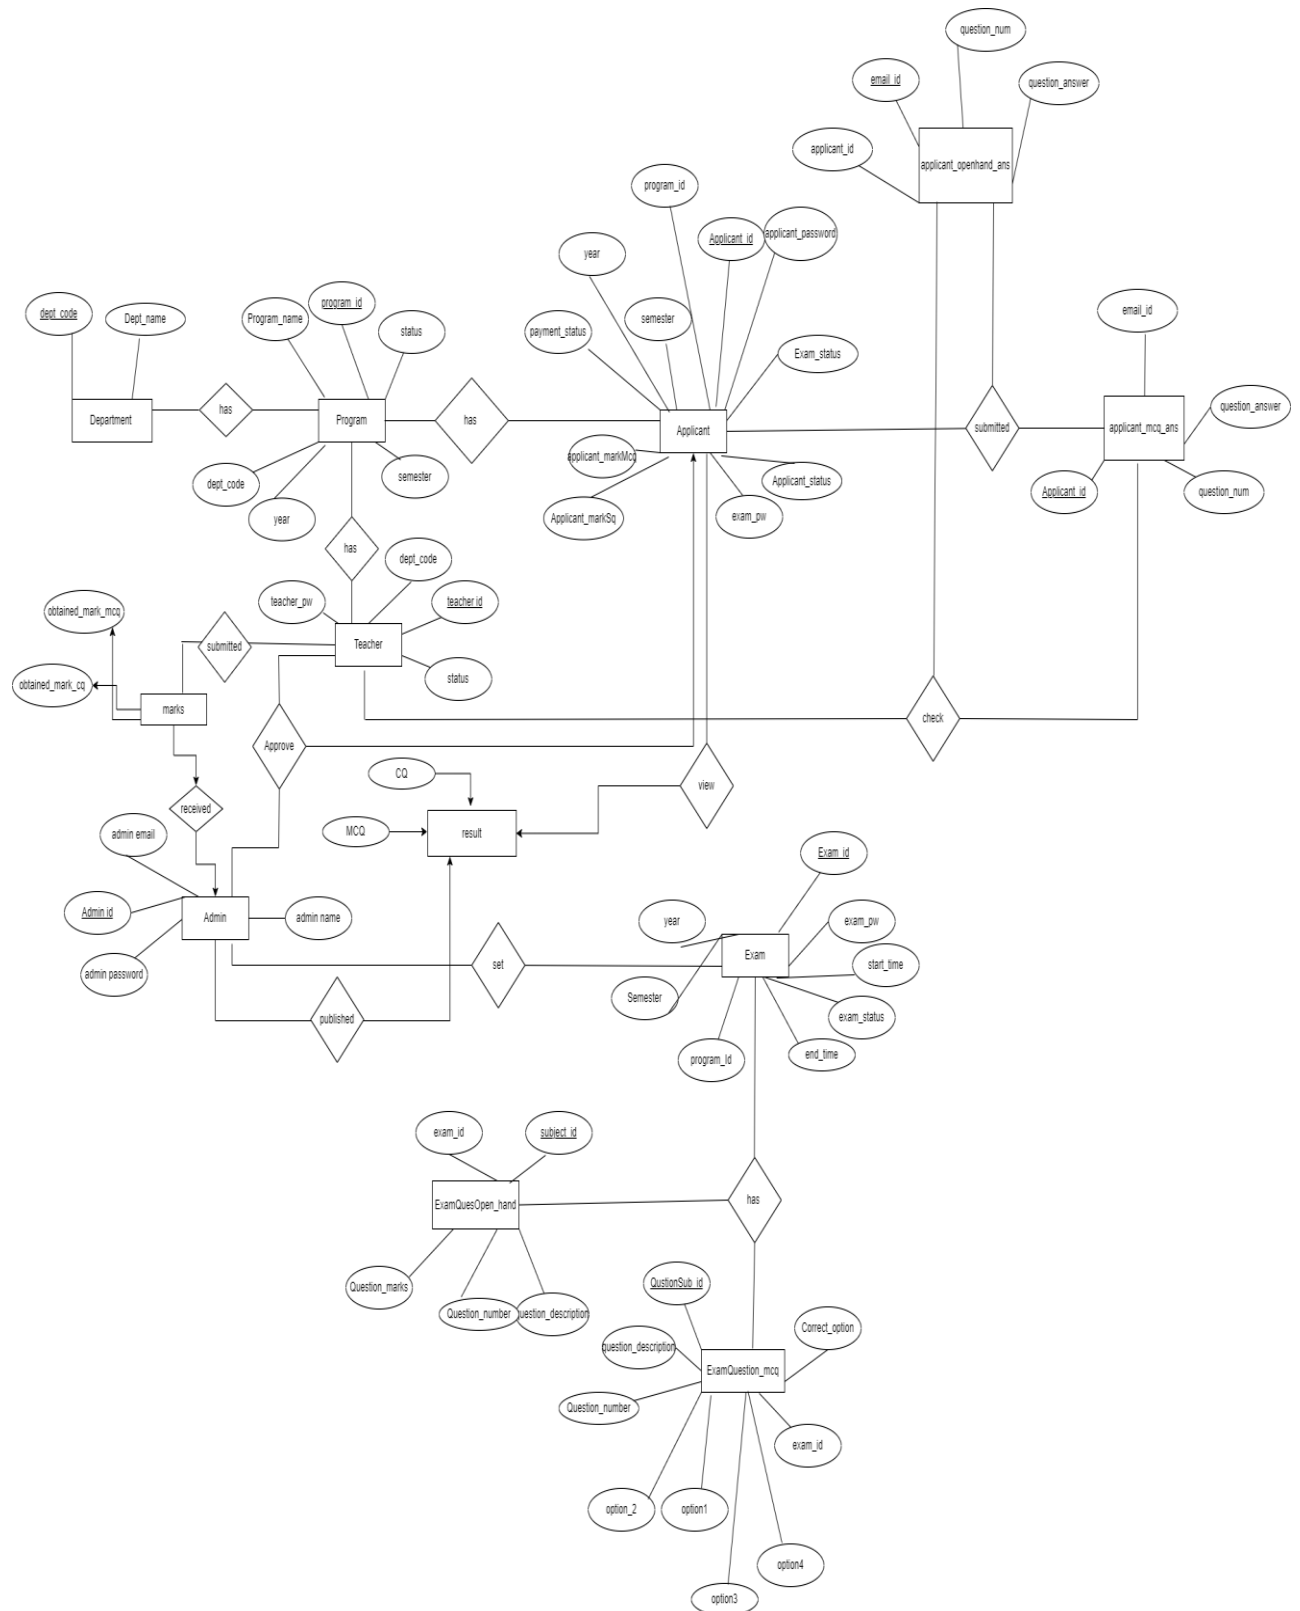 question_num
email_id
question_answer
applicant_id
applicant_openhand_ans
program_id
Applicant_id
applicant_password
year
dept_code
Dept_name
Program_name
program_id
status
payment_status
semester
Exam_status
email_id
question_answer
Department
has
Program
has
Applicant
submitted
applicant_mcq_ans
dept_code
year
semester
applicant_markMcq
Applicant_markSq
exam_pw
Applicant_status
Applicant_id
question_num
has
dept_code
teacher_pw
teacher id
obtained_mark_mcq
submitted
Teacher
status
obtained_mark_cq
marks
Approve
check
CQ
view
received
MCQ
result
admin email
Admin id
Admin
admin name
admin password
set
published
Exam_id
year
exam_pw
Exam
start_time
Semester
exam_status
program_Id
end_time
exam_id
subject_id
ExamQuesOpen_hand
has
Question_marks
Question_number
question_description
QustionSub_id
question_description
Correct_option
ExamQuestion_mcq
Question_number
exam_id
option_2
option1
option4
option3